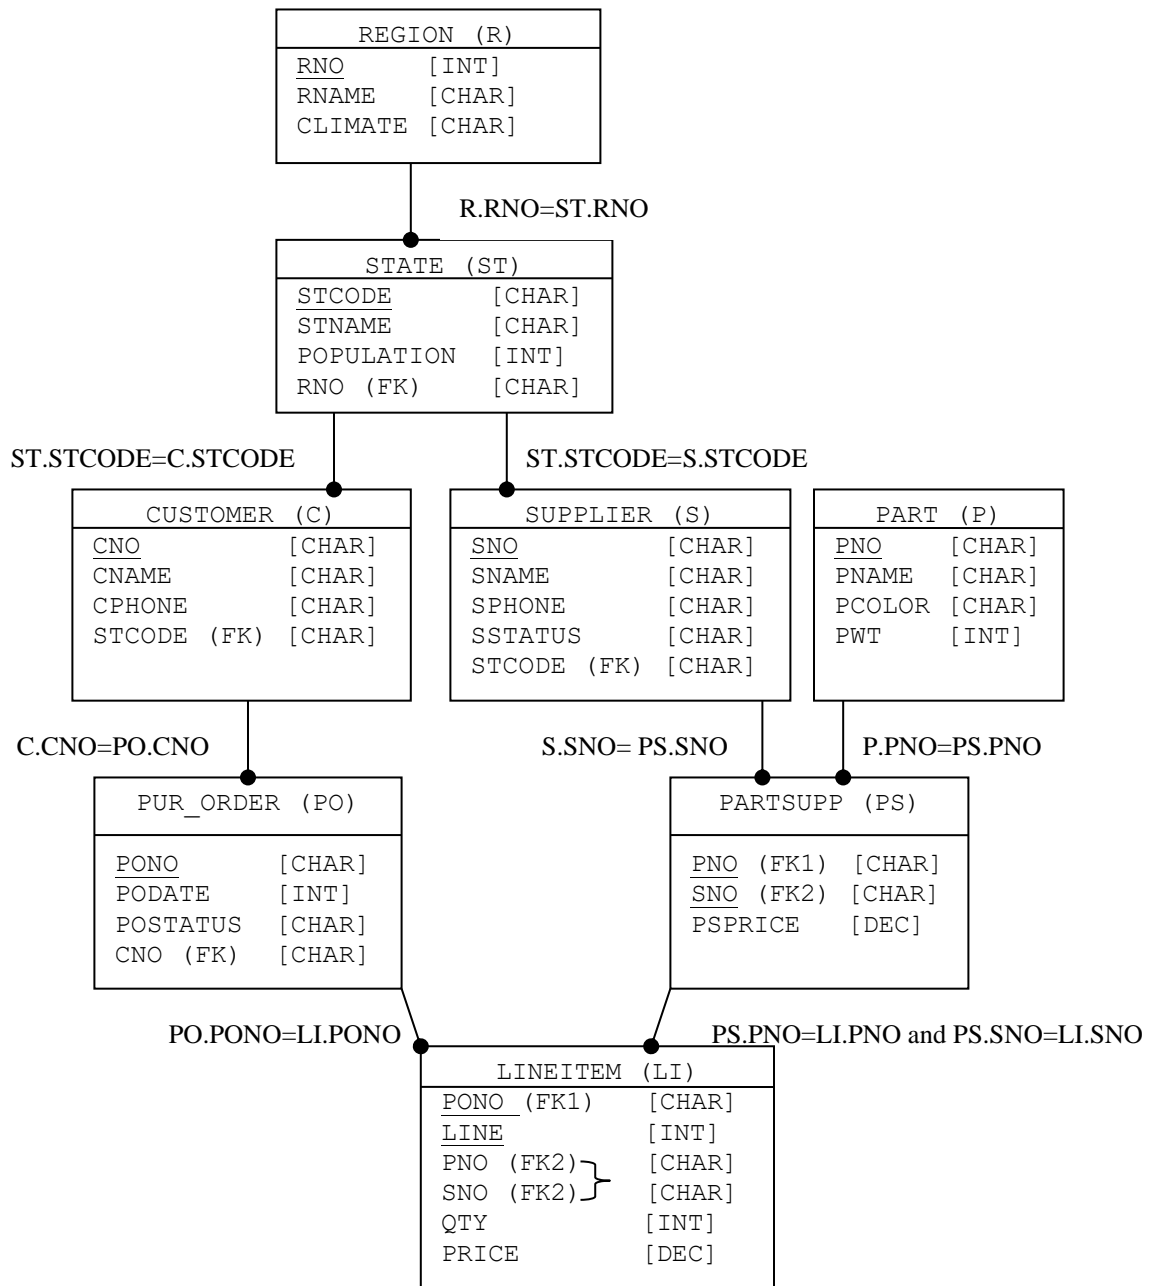 REGION (R)
RNO [INT]
RNAME [CHAR]
CLIMATE [CHAR]
R.RNO=ST.RNO
STATE (ST)
STCODE [CHAR]
STNAME [CHAR]
POPULATION [INT]
RNO (FK) [CHAR]
ST.STCODE=C.STCODE
ST.STCODE=S.STCODE
CUSTOMER (C)
CNO [CHAR]
CNAME [CHAR]
CPHONE [CHAR]
STCODE (FK) [CHAR]
SUPPLIER (S)
SNO [CHAR]
SNAME [CHAR]
SPHONE [CHAR]
SSTATUS [CHAR]
STCODE (FK) [CHAR]
PART (P)
PNO [CHAR]
PNAME [CHAR]
PCOLOR [CHAR]
PWT [INT]
C.CNO=PO.CNO
S.SNO= PS.SNO
P.PNO=PS.PNO
PUR_ORDER (PO)
PONO [CHAR]
PODATE [INT]
POSTATUS [CHAR]
CNO (FK) [CHAR]
PARTSUPP (PS)
PNO (FK1) [CHAR]
SNO (FK2) [CHAR]
PSPRICE [DEC]
PO.PONO=LI.PONO
PS.PNO=LI.PNO and PS.SNO=LI.SNO
LINEITEM (LI)
PONO (FK1) [CHAR]
LINE [INT]
PNO (FK2) [CHAR]
SNO (FK2) [CHAR]
QTY [INT]
PRICE [DEC]